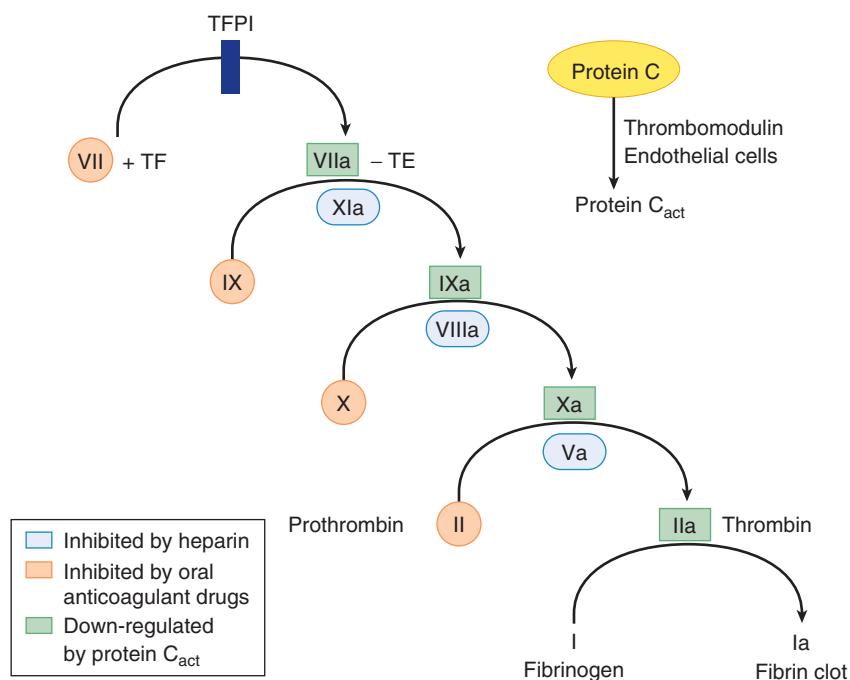 TFPI
Protein C
VII + TF
VIIa – TE
Thrombomodulin
Endothelial cells
XIa
Protein Cact
IX
IXa
VIIIa
X
Xa
Va
Prothrombin II
IIa Thrombin
Inhibited by heparin
Inhibited by oral
anticoagulant drugs
Down-regulated
by protein Cact
I
Fibrinogen
Ia
Fibrin clot